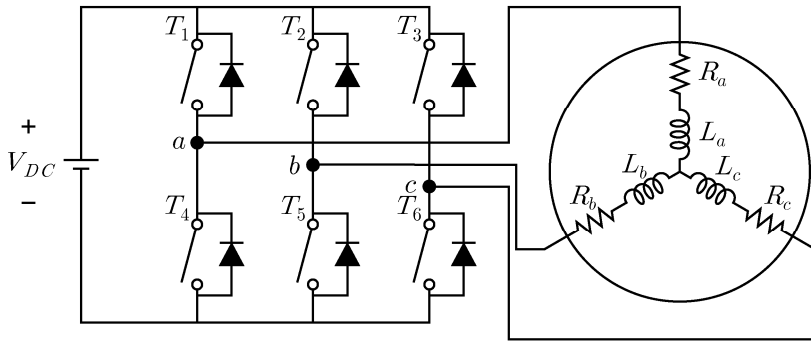 T1 T2 T3
Ra
a
La
+
VDC
−
b
Lb Lc
c
Rb Rc
T4 T5 T6